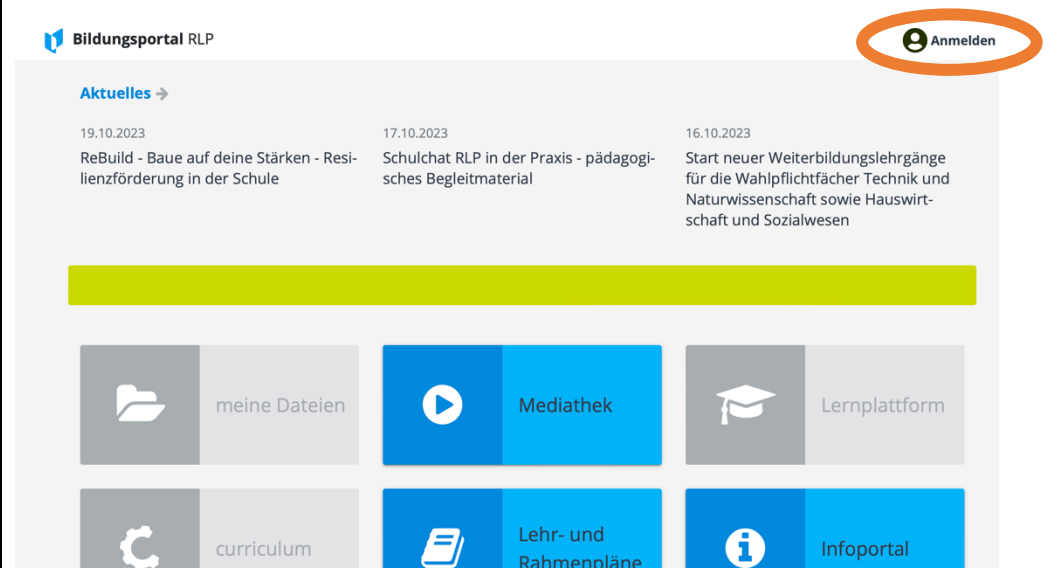 Bildungsportal RLP
Anmelden
Aktuelles
19.10.2023
ReBuild - Baue auf deine Stärken - Resi-
lienzförderung in der Schule
17.10.2023
Schulchat RLP in der Praxis - pädagogi-
sches Begleitmaterial
16.10.2023
Start neuer Weiterbildungslehrgänge
für die Wahlpflichtfächer Technik und
Naturwissenschaft sowie Hauswirt-
schaft und Sozialwesen
meine Dateien
Mediathek
Lernplattform
curriculum
Lehr- und
Rahmenpläne
Infoportal